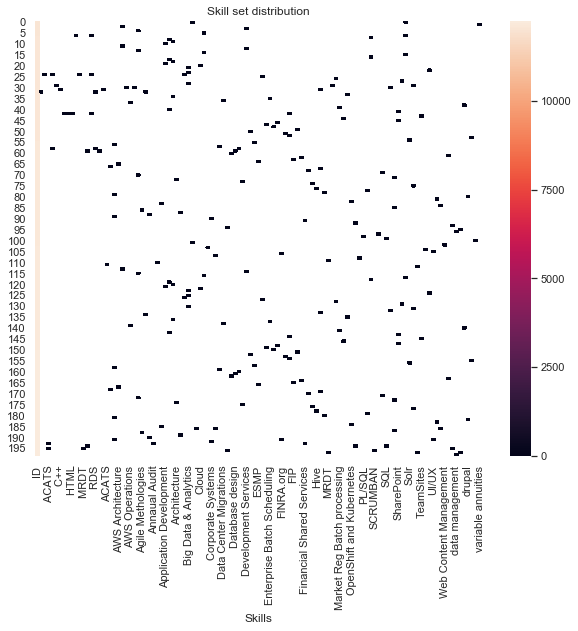 Skill set distribution
0
5
10
15
20
25
30
35
40
45
50
55
60
65
70
75
80
85
90
95
100
105
110
115
120
125
130
135
140
145
150
155
160
165
170
175
180
185
190
195
ID
ACATS
C++
HTML
MRDT
RDS
ACATS
AWS Architecture
AWS Operations
Agile Methologies
Annaual Audit
Application Development
Architecture
Big Data & Analytics
Cloud
Corporate Systems
Data Center Migrations
Database design
Development Services
ESMP
Enterprise Batch Scheduling
FINRA.org
FIP
Financial Shared Services
Hive
MRDT
Market Reg Batch processing
OpenShift and Kubernetes
PL/SQL
SCRUMBAN
SQL
SharePoint
Solr
TeamSites
UI/UX
Web Content Management
data management
drupal
variable annuities
Skills
10000
7500
5000
2500
0